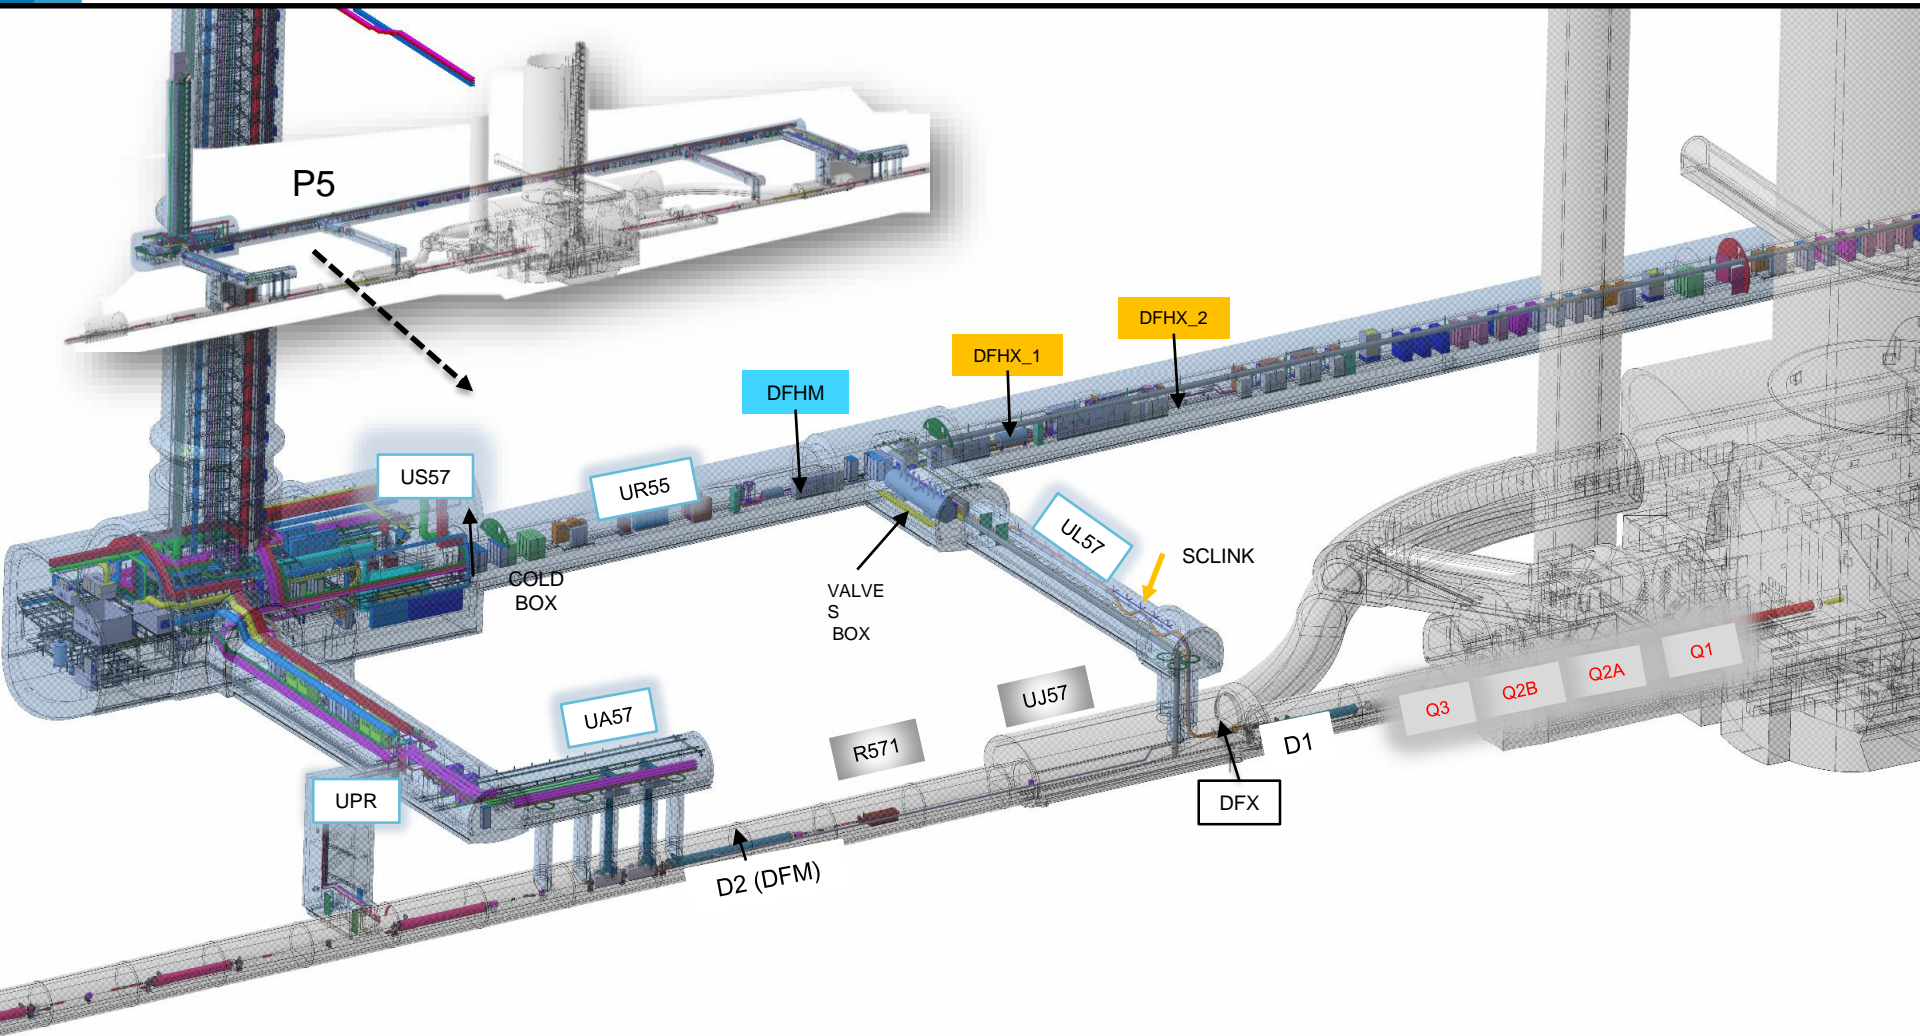 P5
DFHX_2
DFHX_1
DFHM
US57
UR55
UL57
SCLINK
COLD
BOX
VALVE
S
BOX
Q1
Q2A
Q2B
Q3
UJ57
UA57
R571
D1
UPR
DFX
D2 (DFM)